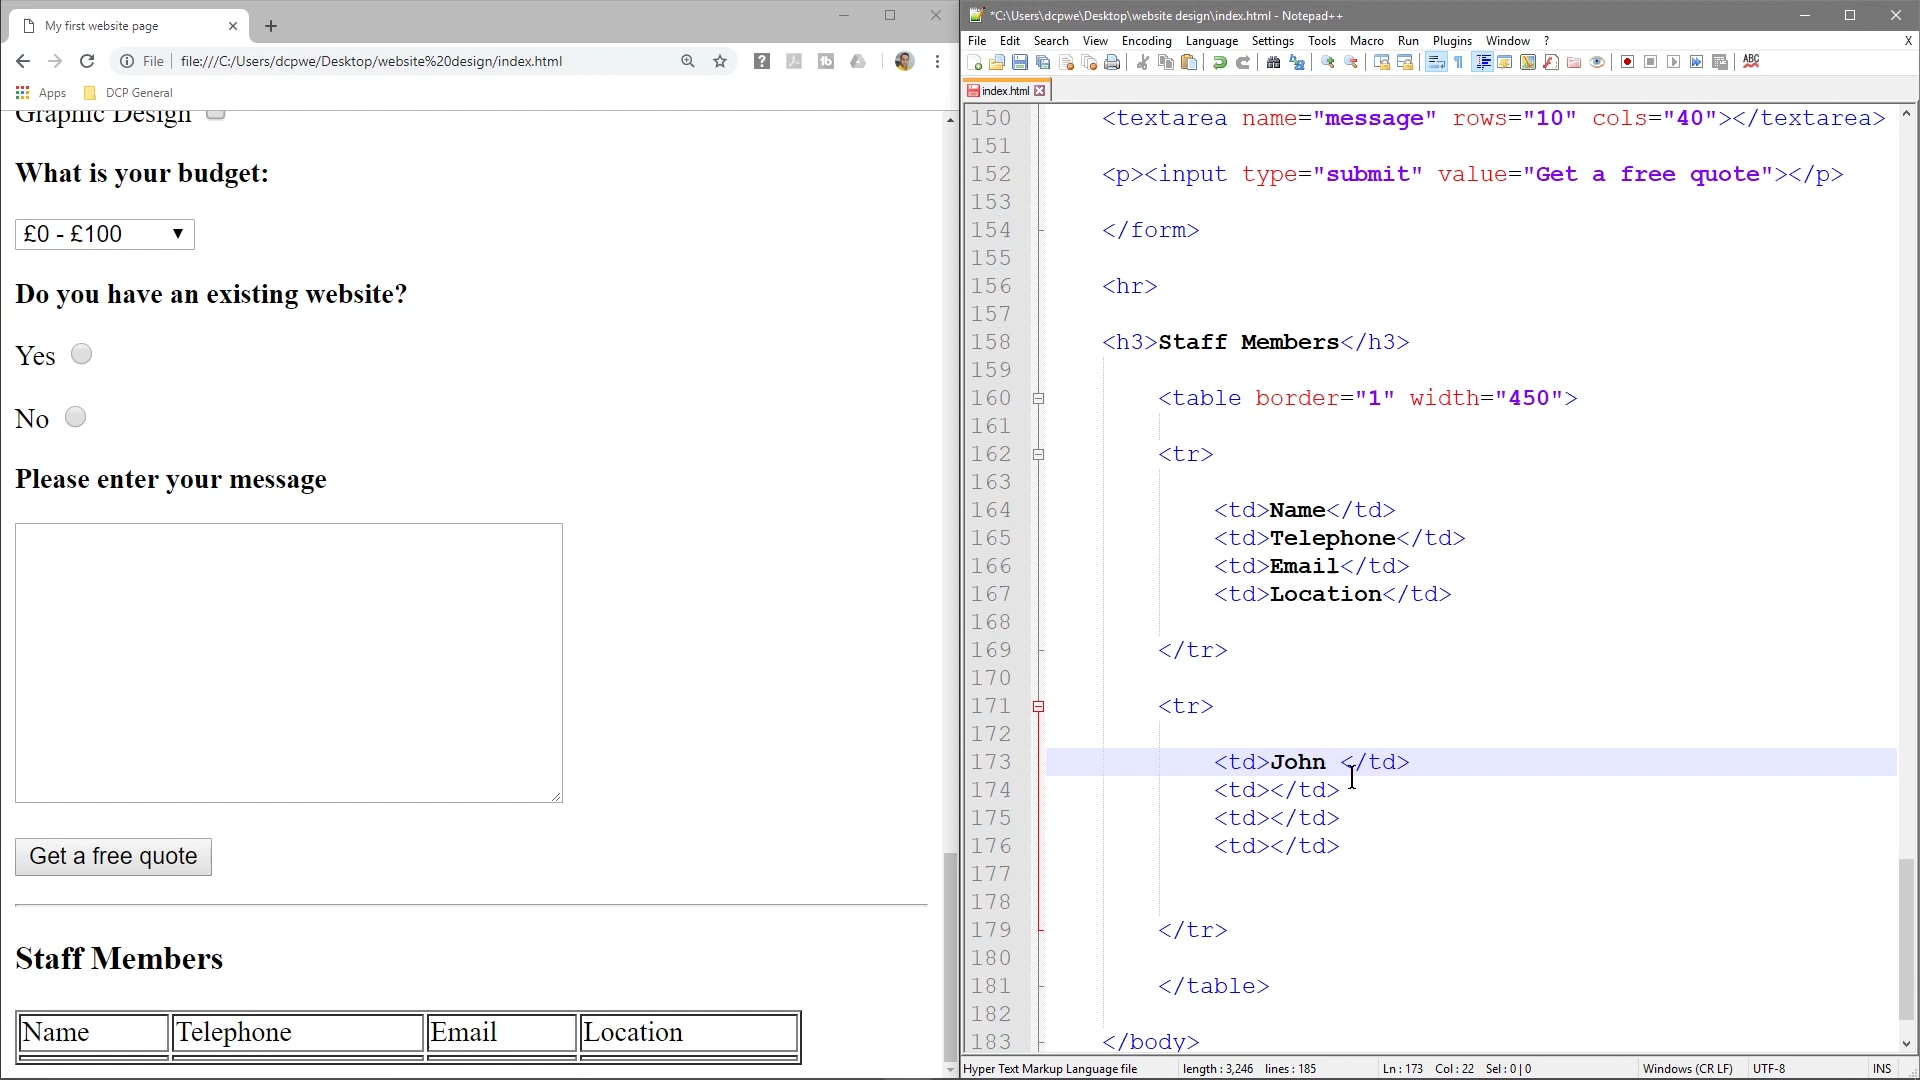 My first website page
File file:///C:/Users/dcpwe/Desktop/website%20design/index.html
Apps DCP General
Graphic Design
What is your budget:
£0 - £100
Do you have an existing website?
Yes
No
Please enter your message
Get a free quote
Staff Members
Name Telephone Email Location
*C:\Users\dcpwe\Desktop\website design\index.html - Notepad++
File Edit Search View Encoding Language Settings Tools Macro Run Plugins Window ? X
ABC
index.html
150 <textarea name="message" rows="10" cols="40"></textarea>
151
152 <p><input type="submit" value="Get a free quote"></p>
153
154 </form>
155
156 <hr>
157
158 <h3>Staff Members</h3>
159
160 <table border="1" width="450">
161
162 <tr>
163
164 <td>Name</td>
165 <td>Telephone</td>
166 <td>Email</td>
167 <td>Location</td>
168
169 </tr>
170
171 <tr>
172
173 <td>John </td>
174 <td></td>
175 <td></td>
176 <td></td>
177
178
179 </tr>
180
181 </table>
182
183 </body>
Hyper Text Markup Language file length : 3,246 lines : 185 Ln : 173 Col : 22 Sel : 0 | 0 Windows (CR LF) UTF-8 INS